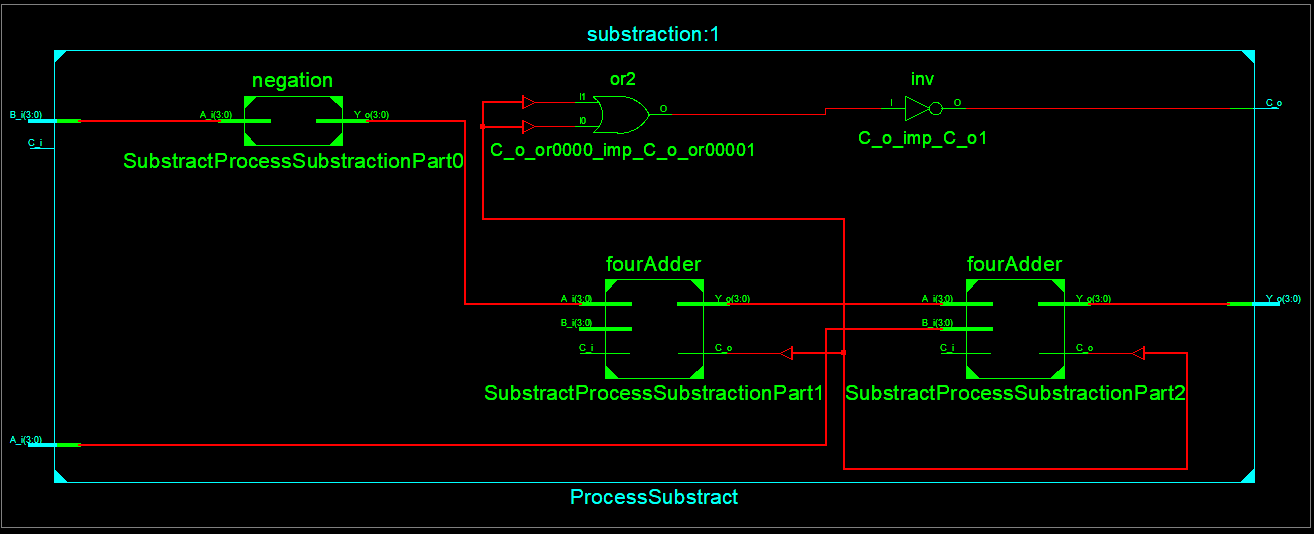 substraction:1
negation
or2
inv
B_i(3:0)
A_i(3:0)
Y_o(3:0)
I1
I0
O
I
O
C_o
C_i
SubstractProcessSubstractionPart0
C_o_or0000_imp_C_o_or00001
C_o_imp_C_o1
fourAdder
fourAdder
A_i(3:0)
Y_o(3:0)
A_i(3:0)
Y_o(3:0)
Y_o(3:0)
B_i(3:0)
B_i(3:0)
C_i
C_o
C_i
C_o
SubstractProcessSubstractionPart1
SubstractProcessSubstractionPart2
A_i(3:0)
ProcessSubstract